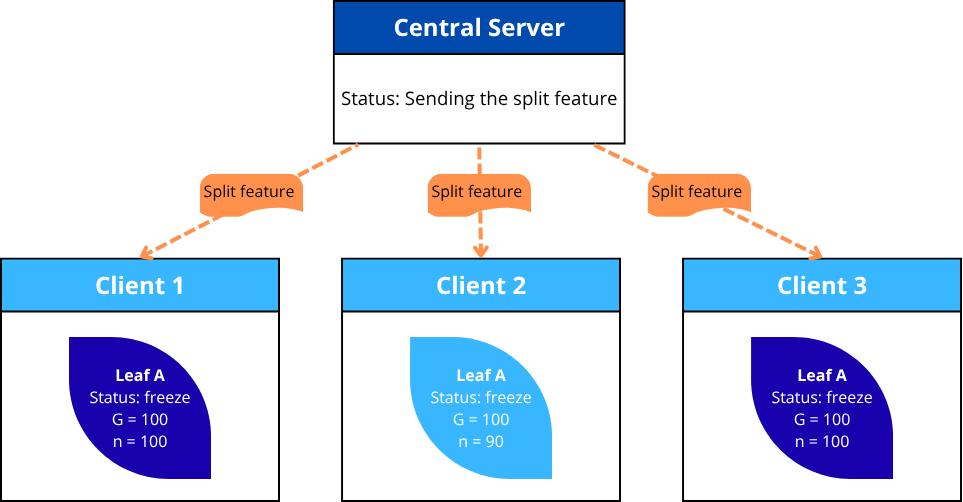 Central Server
Status: Sending the split feature
Split feature
Split feature
Split feature
Client 1
Leaf A
Status: freeze
G = 100
n = 100
Client 2
Leaf A
Status: freeze
G = 100
n = 90
Client 3
Leaf A
Status: freeze
G = 100
n = 100